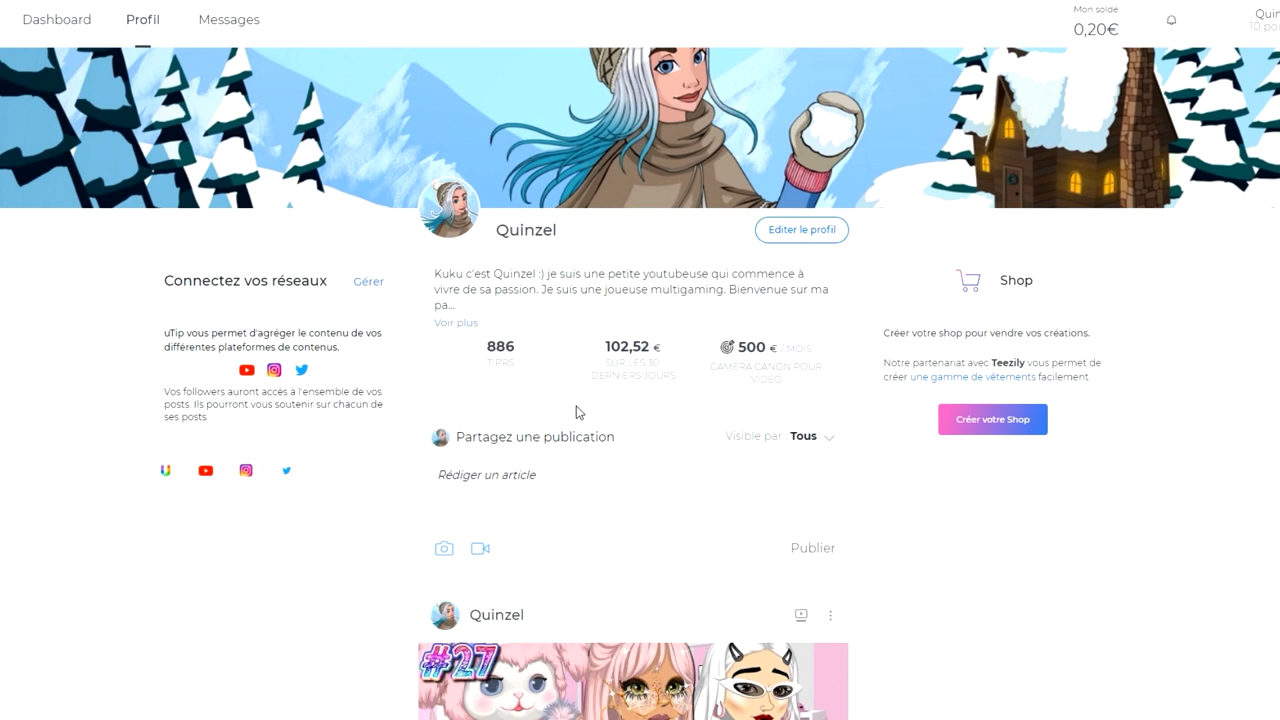 Dashboard
Profil
Messages
Mon solde
0,20€
Quin
10 po
Quinzel
Editer le profil
Connectez vos réseaux
Gérer
uTip vous permet d'agréger le contenu de vos
différentes plateformes de contenus.
Vos followers auront accès a l'ensemble de vos
posts. Ils pourront vous soutenir sur chacun de
ses posts
Kuku c'est Quinzel :) je suis une petite youtubeuse qui commence à
vivre de sa passion. Je suis une joueuse multigaming. Bienvenue sur ma
pa...
Voir plus
886
TIPRS
102,52 €
SUR LES 30
DERNIERS JOURS
500 € / MOIS
CAMERA CANON POUR
VIDÉO
Partagez une publication
Visible par : Tous
Rédiger un article
Publier
Quinzel
#27
Shop
Créer votre shop pour vendre vos créations.
Notre partenariat avec Teezily vous permet de
créer une gamme de vêtements facilement.
Créer votre Shop